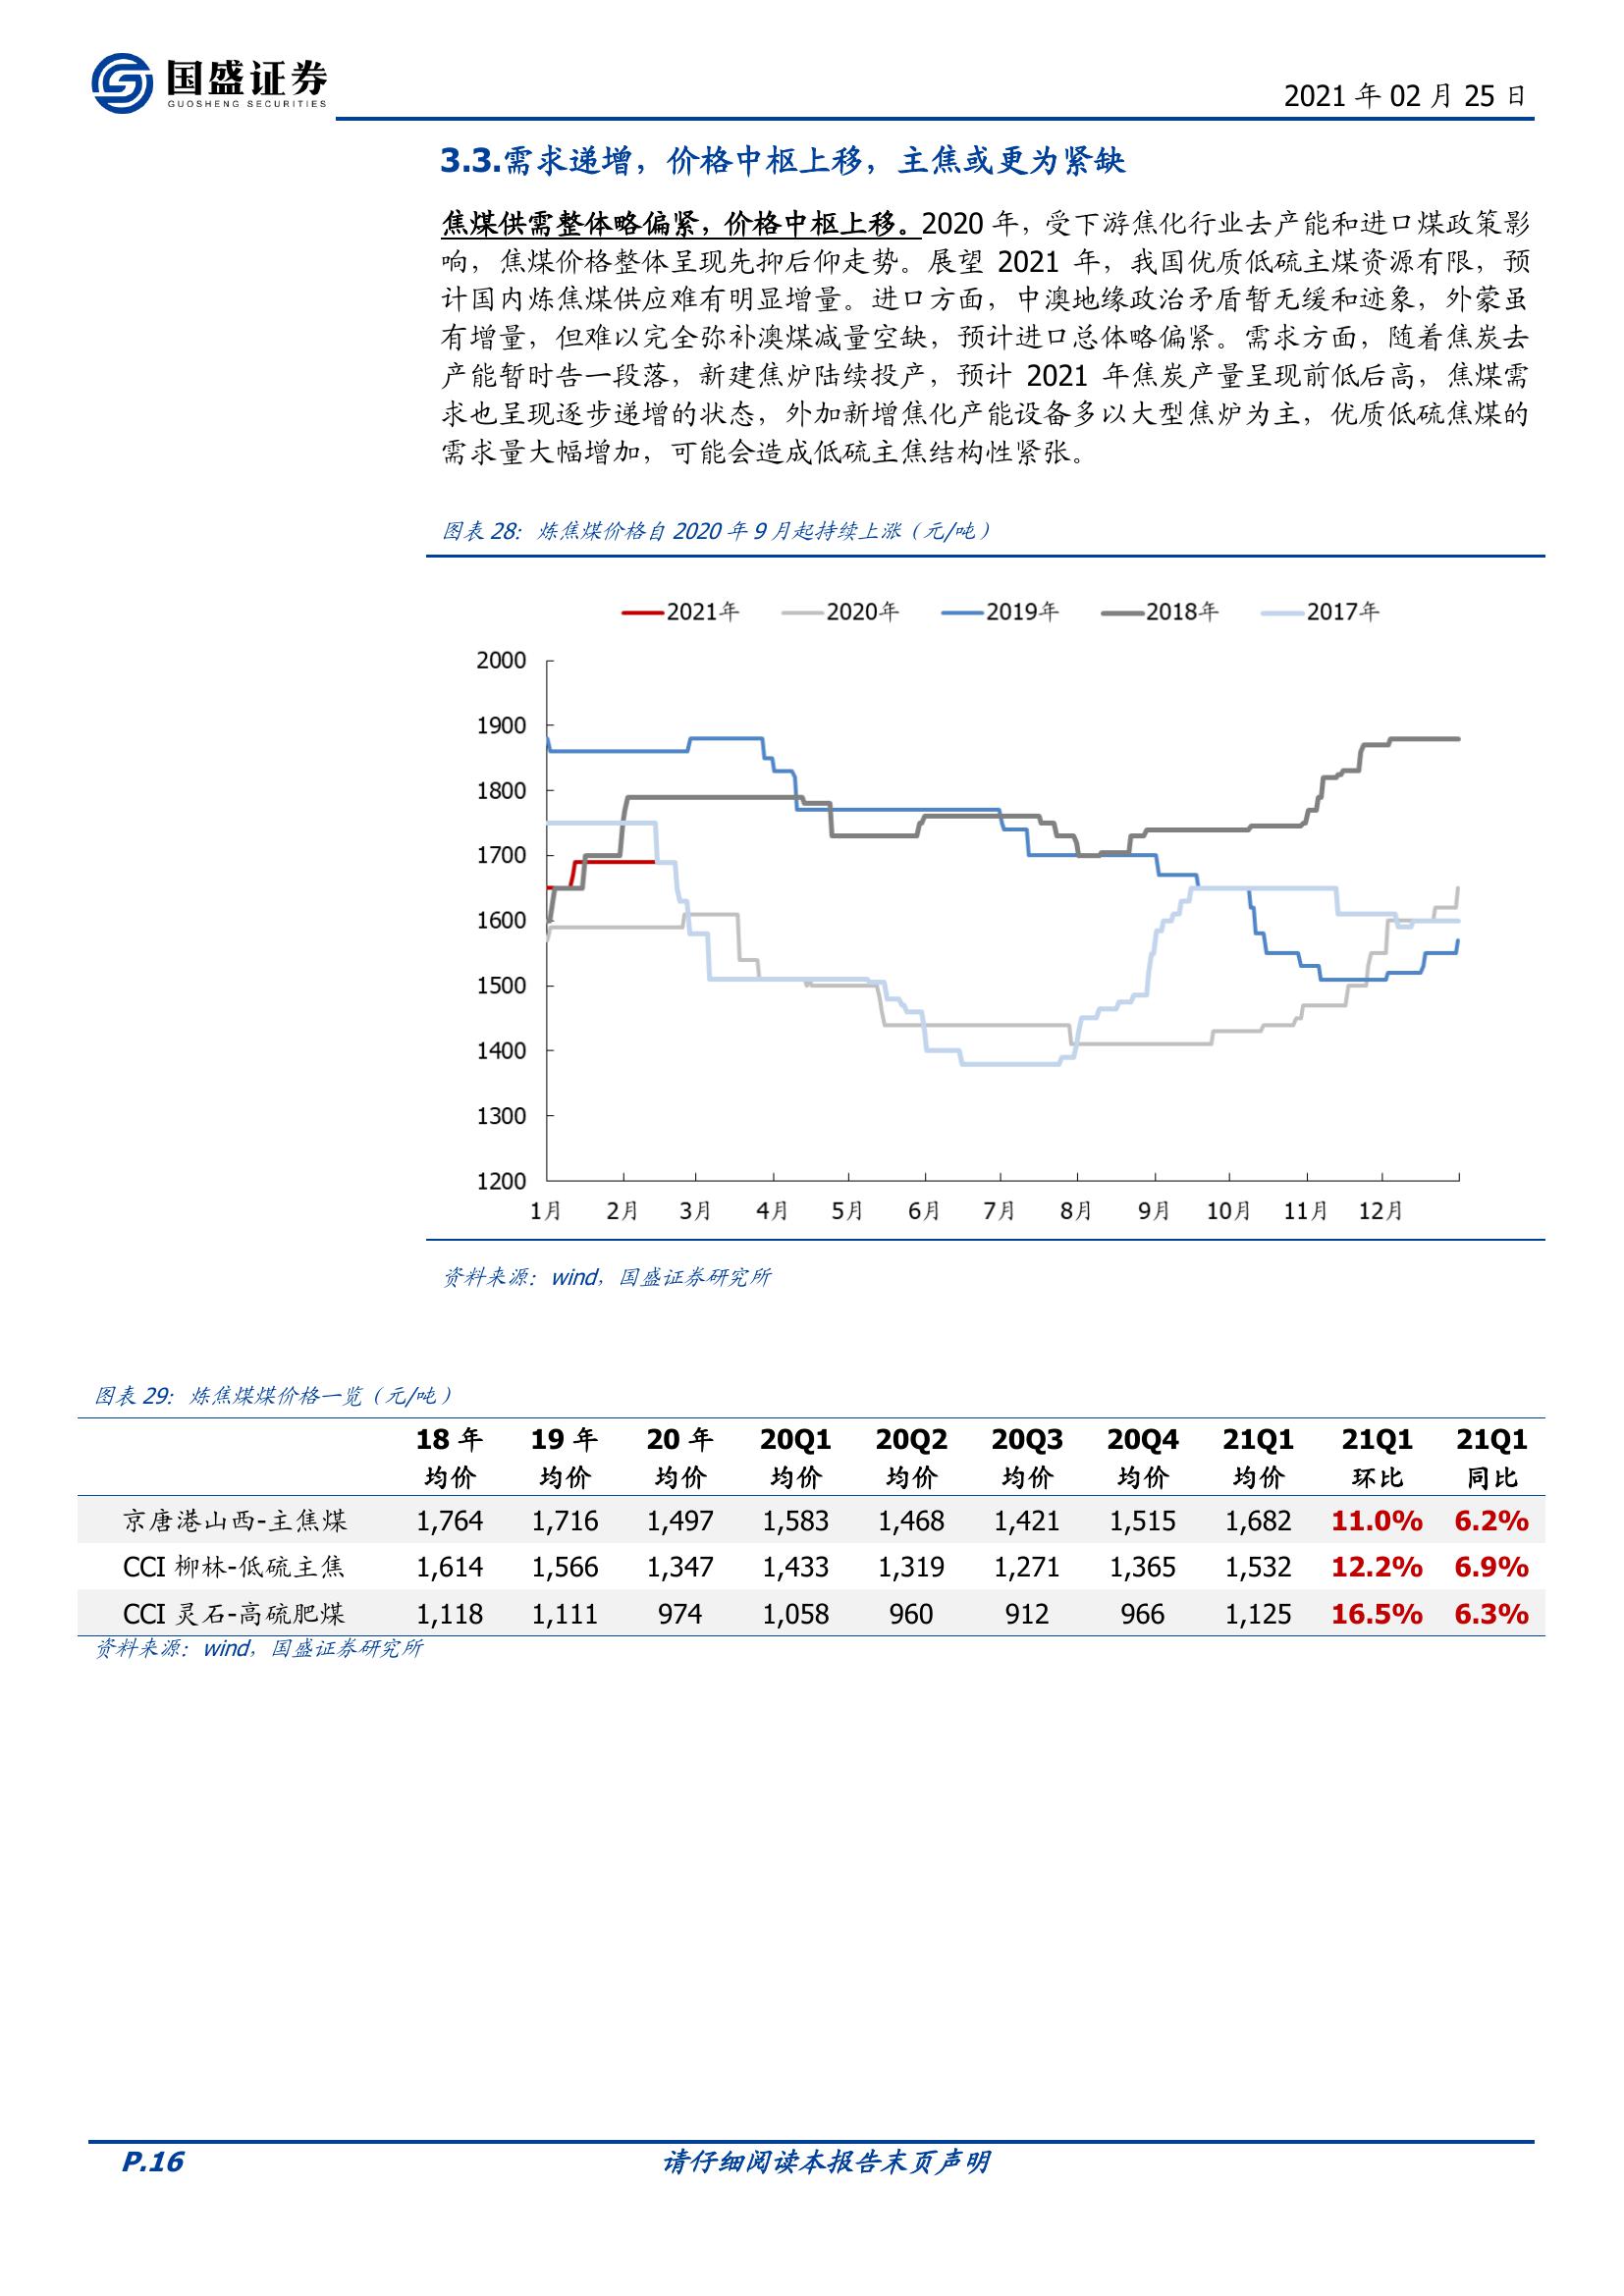 国盛证券
GUOSHENG SECURITIES
2021 年 02 月 25 日
3.3.需求递增，价格中枢上移，主焦或更为紧缺
焦煤供需整体略偏紧，价格中枢上移。2020 年，受下游焦化行业去产能和进口煤政策影
响，焦煤价格整体呈现先抑后仰走势。展望 2021 年，我国优质低硫主煤资源有限，预
计国内炼焦煤供应难有明显增量。进口方面，中澳地缘政治矛盾暂无缓和迹象，外蒙虽
有增量，但难以完全弥补澳煤减量空缺，预计进口总体略偏紧。需求方面，随着焦炭去
产能暂时告一段落，新建焦炉陆续投产，预计 2021 年焦炭产量呈现前低后高，焦煤需
求也呈现逐步递增的状态，外加新增焦化产能设备多以大型焦炉为主，优质低硫焦煤的
需求量大幅增加，可能会造成低硫主焦结构性紧张。
图表 28：炼焦煤价格自 2020 年 9 月起持续上涨（元/吨）
2021年 2020年 2019年 2018年 2017年
2000
1900
1800
1700
1600
1500
1400
1300
1200
1月 2月 3月 4月 5月 6月 7月 8月 9月 10月 11月 12月
资料来源：wind，国盛证券研究所
图表 29：炼焦煤煤价格一览（元/吨）
18 年 19 年 20 年 20Q1 20Q2 20Q3 20Q4 21Q1 21Q1 21Q1
均价 均价 均价 均价 均价 均价 均价 均价 环比 同比
京唐港山西-主焦煤 1,764 1,716 1,497 1,583 1,468 1,421 1,515 1,682 11.0% 6.2%
CCI 柳林-低硫主焦 1,614 1,566 1,347 1,433 1,319 1,271 1,365 1,532 12.2% 6.9%
CCI 灵石-高硫肥煤 1,118 1,111 974 1,058 960 912 966 1,125 16.5% 6.3%
资料来源：wind，国盛证券研究所
P.16 请仔细阅读本报告末页声明